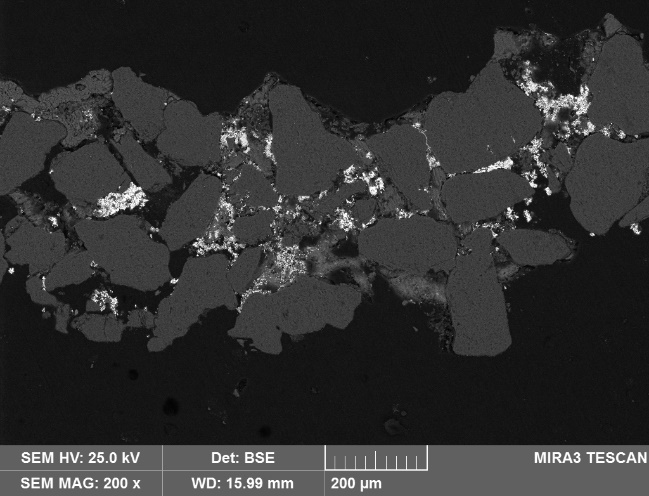 SEM HV: 25.0 kV Det: BSE MIRA3 TESCAN
SEM MAG: 200 x WD: 15.99 mm 200 µm